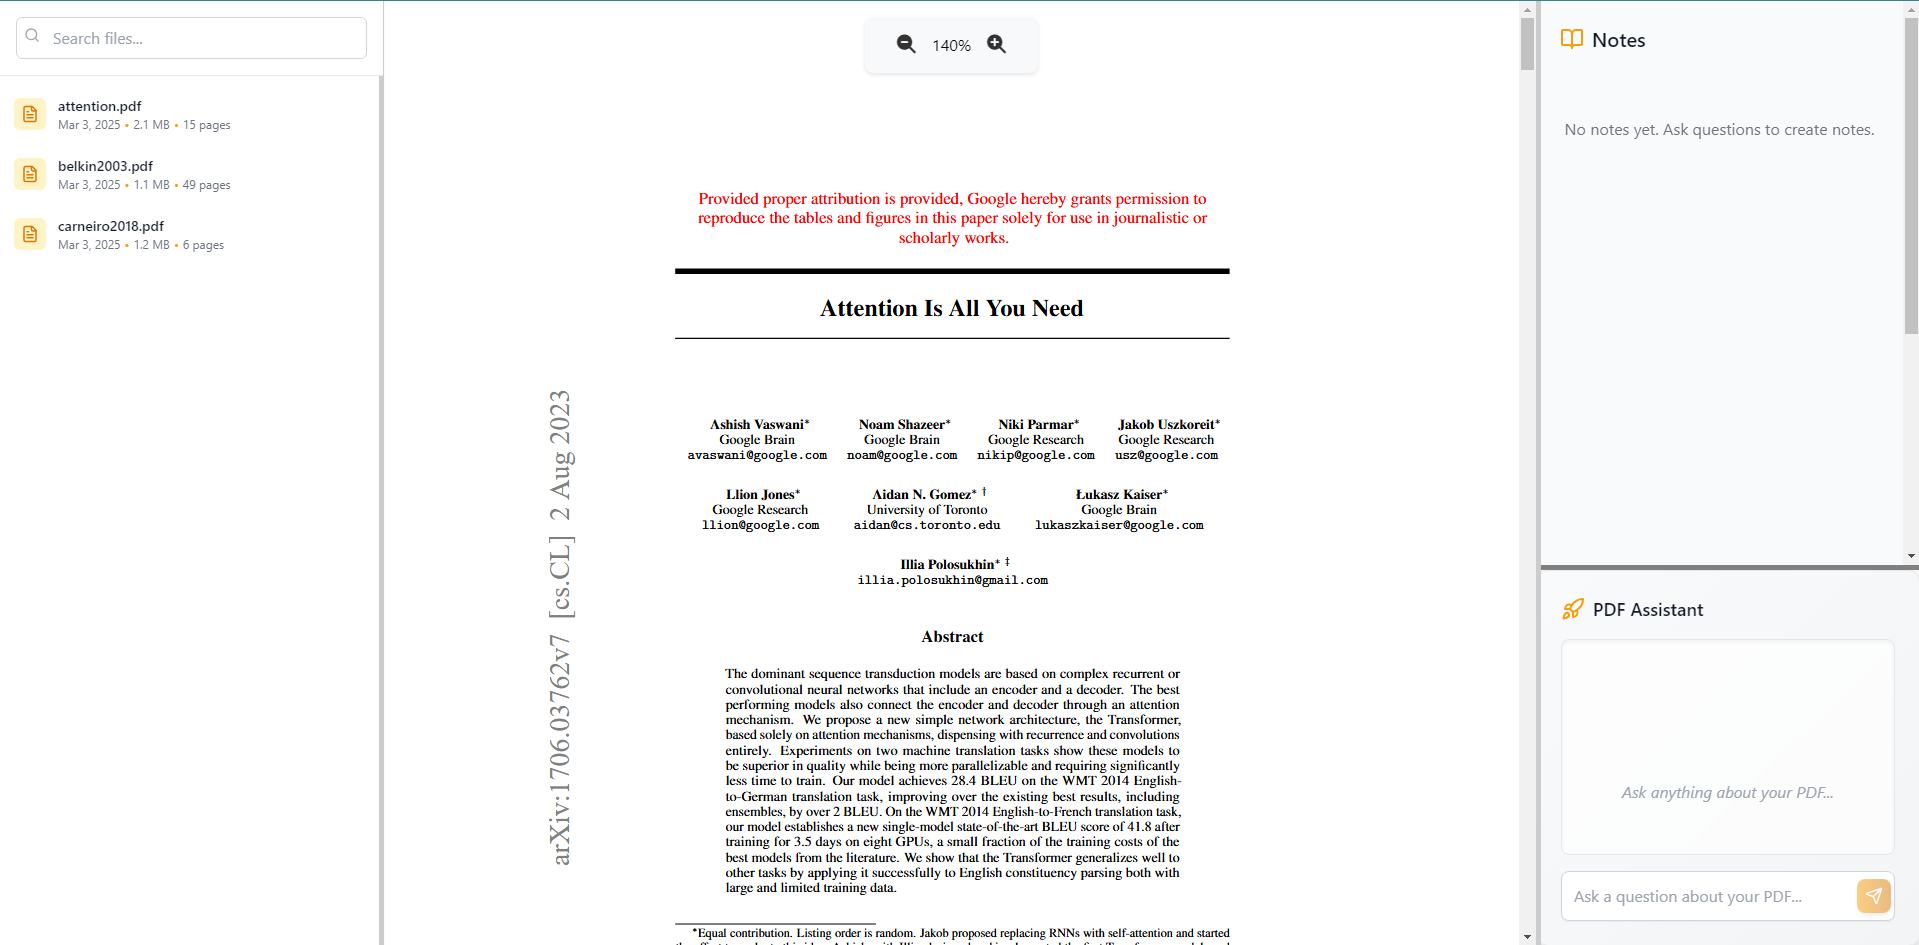 Search files...
attention.pdf
Mar 3, 2025 • 2.1 MB • 15 pages
belkin2003.pdf
Mar 3, 2025 • 1.1 MB • 49 pages
carneiro2018.pdf
Mar 3, 2025 • 1.2 MB • 6 pages
140%
Provided proper attribution is provided, Google hereby grants permission to
reproduce the tables and figures in this paper solely for use in journalistic or
scholarly works.
Attention Is All You Need
arXiv:1706.03762v7 [cs.CL] 2 Aug 2023
Ashish Vaswani* Noam Shazeer* Niki Parmar* Jakob Uszkoreit*
Google Brain Google Brain Google Research Google Research
avaswani@google.com noam@google.com nikip@google.com usz@google.com
Llion Jones* Aidan N. Gomez* † Łukasz Kaiser*
Google Research University of Toronto Google Brain
llion@google.com aidan@cs.toronto.edu lukaszkaiser@google.com
Illia Polosukhin* ‡
illia.polosukhin@gmail.com
Abstract
The dominant sequence transduction models are based on complex recurrent or
convolutional neural networks that include an encoder and a decoder. The best
performing models also connect the encoder and decoder through an attention
mechanism. We propose a new simple network architecture, the Transformer,
based solely on attention mechanisms, dispensing with recurrence and convolutions
entirely. Experiments on two machine translation tasks show these models to
be superior in quality while being more parallelizable and requiring significantly
less time to train. Our model achieves 28.4 BLEU on the WMT 2014 English-
to-German translation task, improving over the existing best results, including
ensembles, by over 2 BLEU. On the WMT 2014 English-to-French translation task,
our model establishes a new single-model state-of-the-art BLEU score of 41.8 after
training for 3.5 days on eight GPUs, a small fraction of the training costs of the
best models from the literature. We show that the Transformer generalizes well to
other tasks by applying it successfully to English constituency parsing both with
large and limited training data.
*Equal contribution. Listing order is random. Jakob proposed replacing RNNs with self-attention and started
Notes
No notes yet. Ask questions to create notes.
PDF Assistant
Ask anything about your PDF...
Ask a question about your PDF...